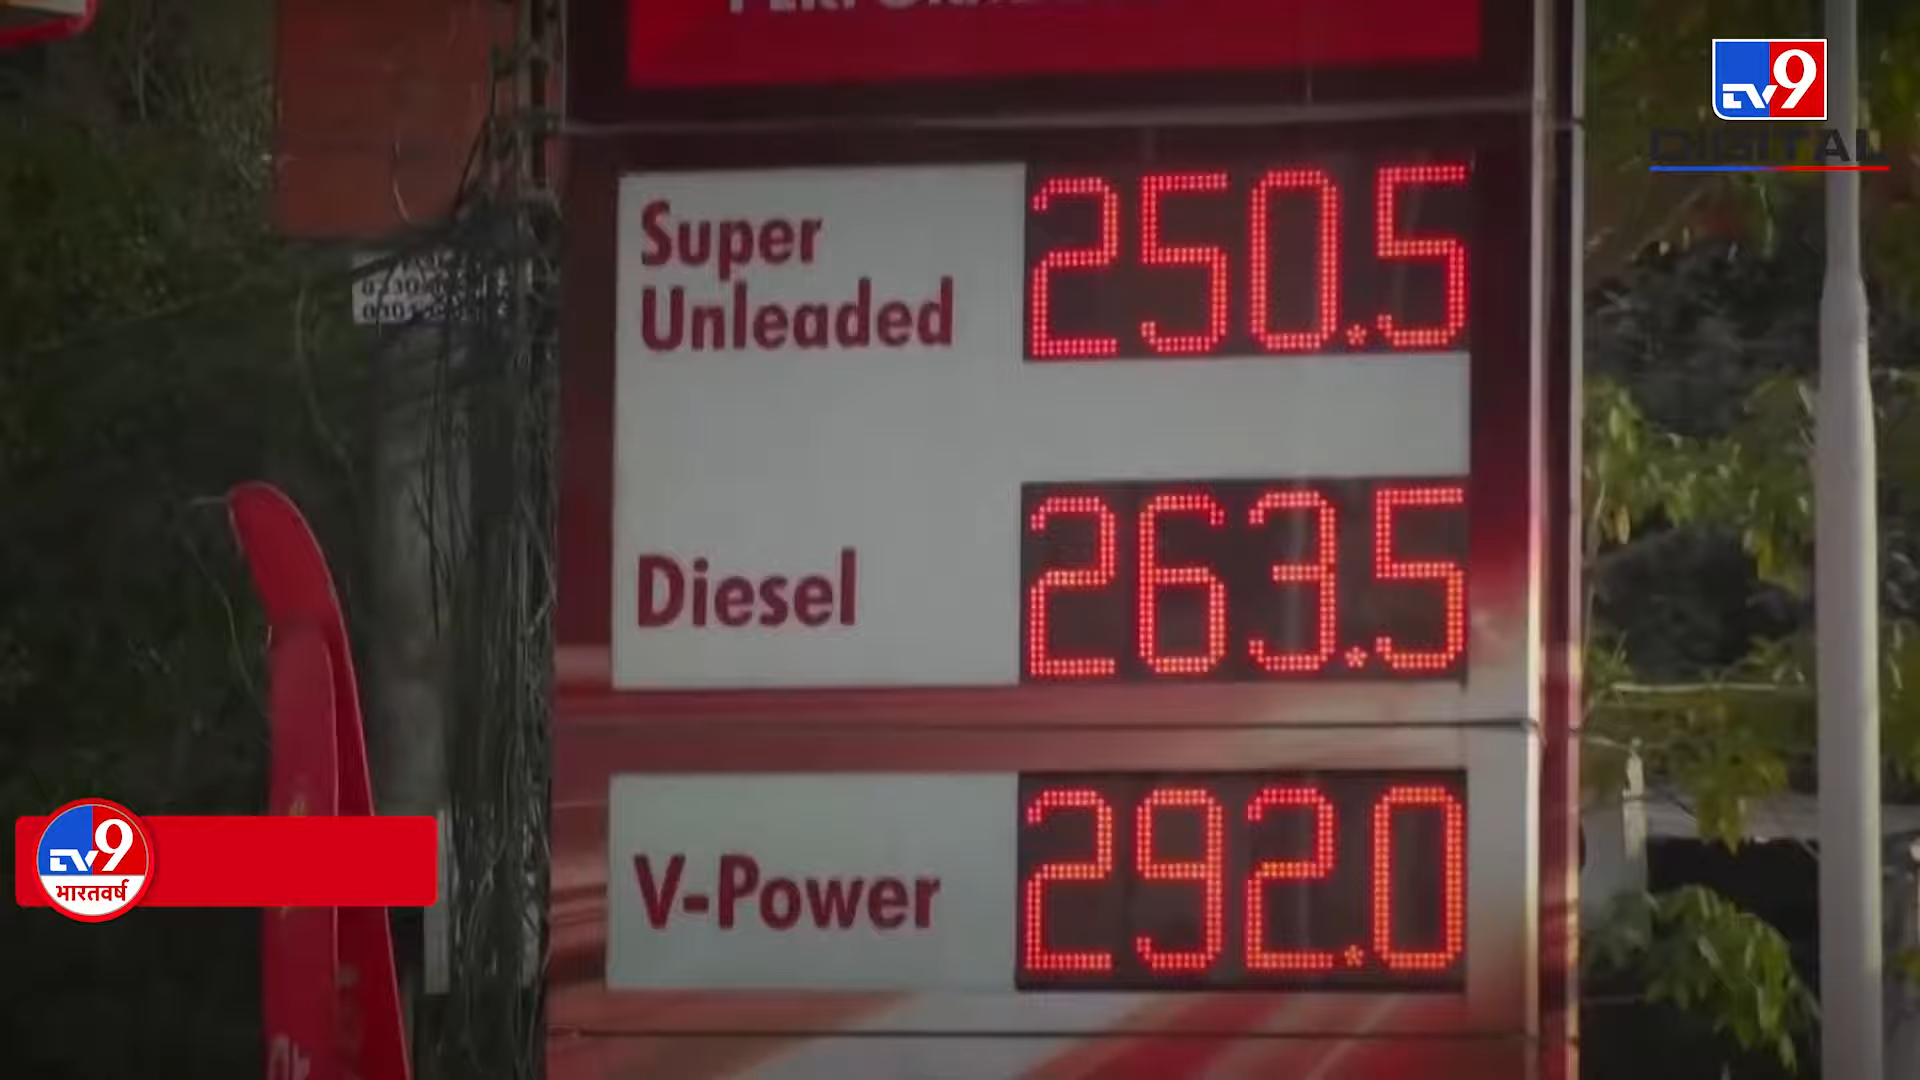 TV9
DIGITAL
Super
Unleaded
250.5
Diesel
263.5
V-Power
292.0
TV9
भारतवर्ष